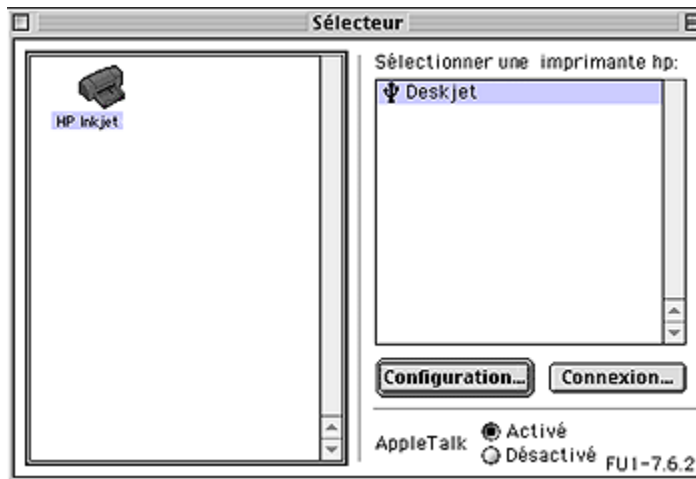 Sélecteur
HP Inkjet
Sélectionner une imprimante hp:
Deskjet
Configuration...
Connexion...
AppleTalk
Activé
Désactivé
FU1-7.6.2